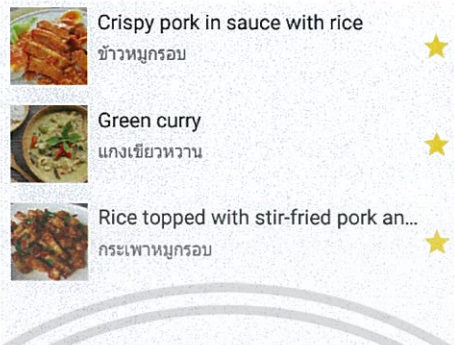 Crispy pork in sauce with rice
ข้าวหมูกรอบ
Green curry
แกงเขียวหวาน
Rice topped with stir-fried pork an...
กระเพาหมูกรอบ